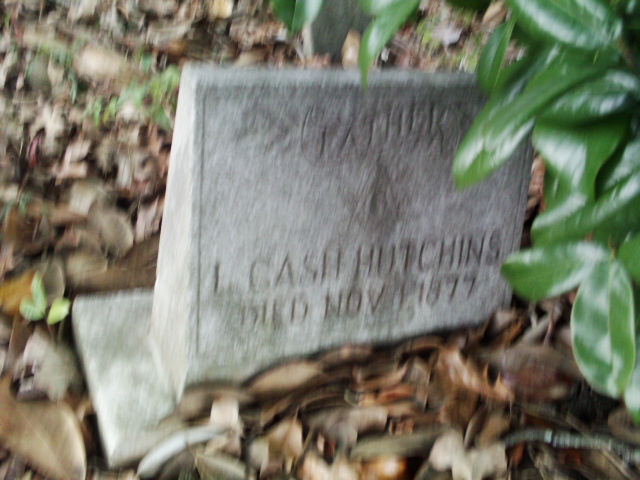 FATHER
L CASH HUTCHINS
DIED NOV 1, 1877